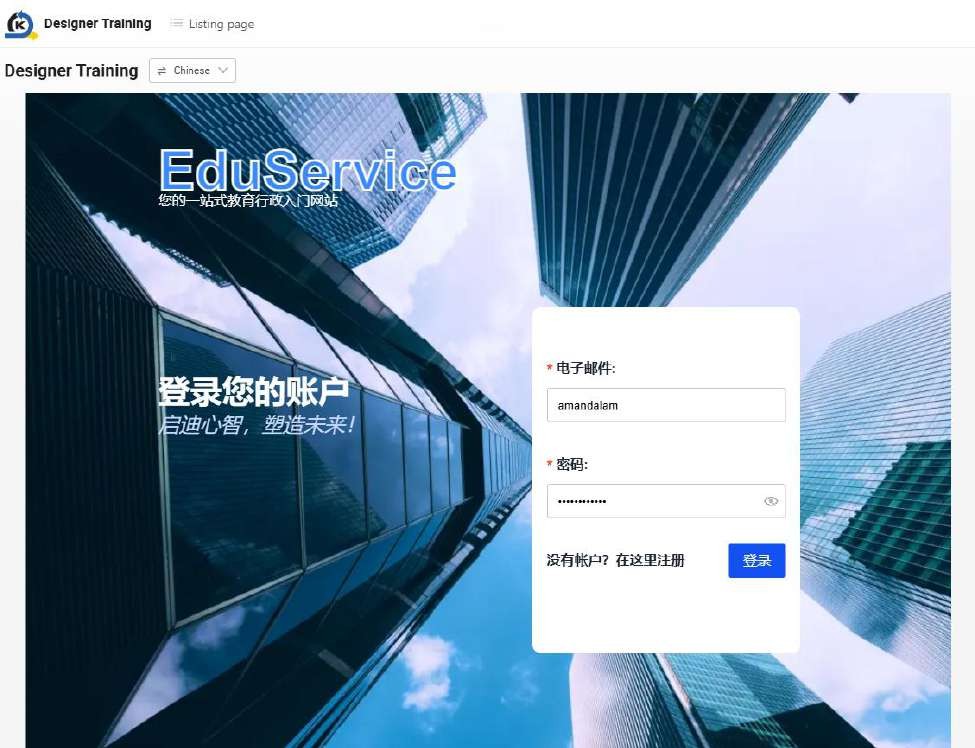 K
Designer Training
Listing page
Designer Training
Chinese
EduService
您的一站式教育行政入门网站
登录您的账户
启迪心智，塑造未来！
* 电子邮件:
amandalam
* 密码:
••••••••••••
没有帐户？在这里注册
登录